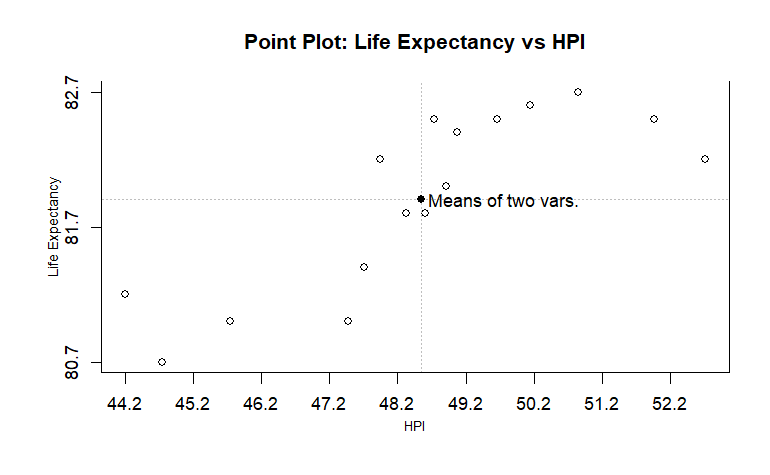 Point Plot: Life Expectancy vs HPI
82.7
81.7
80.7
Life Expectancy
Means of two vars.
44.2 45.2 46.2 47.2 48.2 49.2 50.2 51.2 52.2
HPI